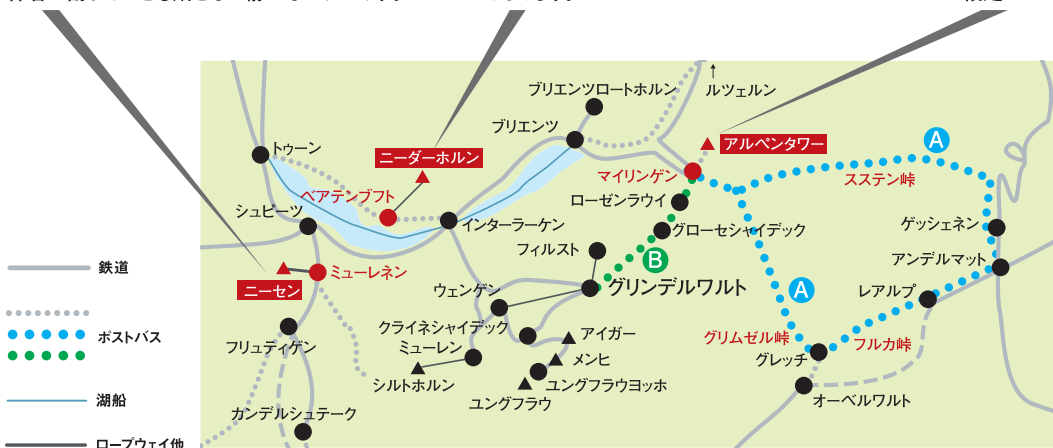 ルツェルン
ブリエンツロートホルン
ブリエンツ
アルペンタワー
A
トゥーン
ニーダーホルン
マイリンゲン
スステン峠
ベアテンブフト
ローゼンラウイ
シュピーツ
インターラーケン
グローセシャイデック
ゲッシェネン
フィルスト
B
アンデルマット
鉄道
ミューレネン
ニーセン
ウェンゲン
グリンデルワルト
A
レアルプ
ポストバス
フリュティゲン
クライネシャイデック
アイガー
グリムゼル峠
フルカ峠
ミューレン
メンヒ
グレッチ
シルトホルン
ユングフラウヨッホ
ユングフラウ
オーベルワルト
湖船
カンデルシュテーク
ロープウェイ他